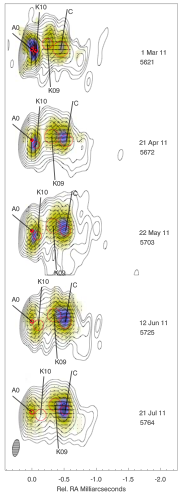 K10
A0
C
1 Mar 11
5621
K09
K10
A0
C
21 Apr 11
5672
K09
K10
A0
C
22 May 11
5703
K09
K10
A0
C
12 Jun 11
5725
K09
K10
A0
C
21 Jul 11
5764
K09
0.0 -0.5 -1.0 -1.5 -2.0
Rel. RA Milliarcseconds